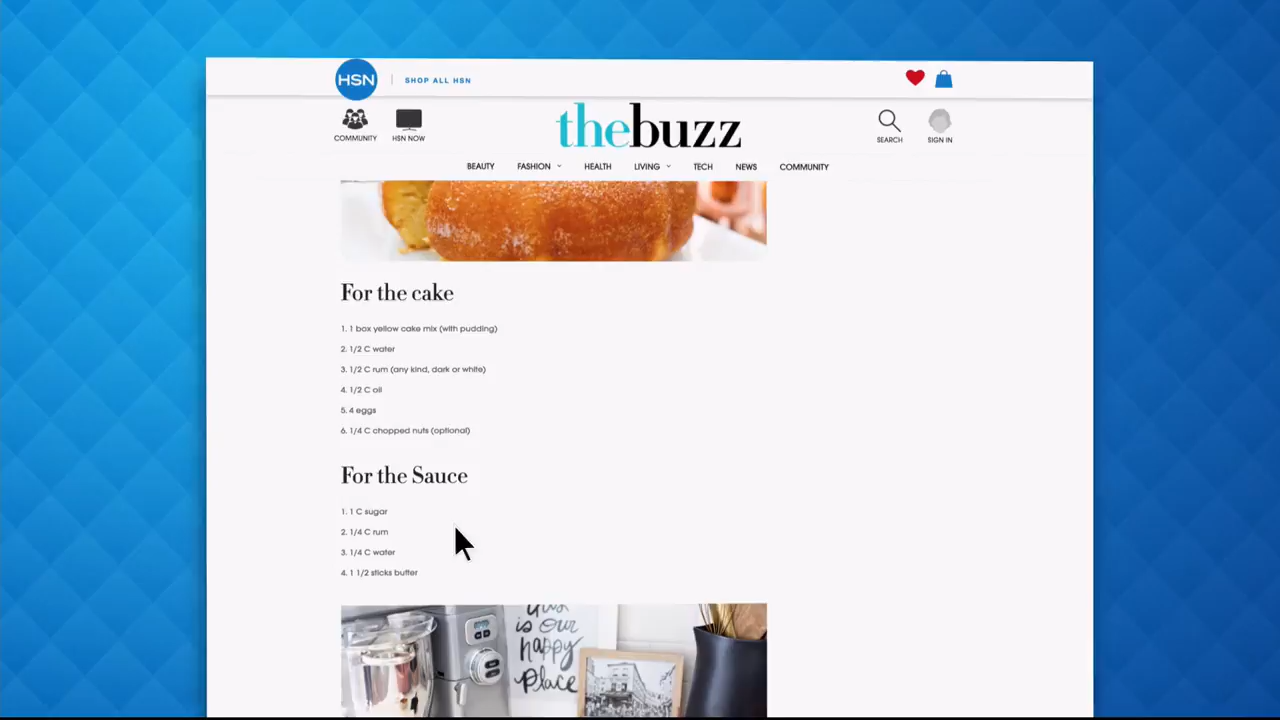 HSN | SHOP ALL HSN
COMMUNITY
HSN NOW
thebuzz
SEARCH
SIGN IN
BEAUTY FASHION HEALTH LIVING TECH NEWS COMMUNITY
For the cake
1. 1 box yellow cake mix (with pudding)
2. 1/2 C water
3. 1/2 C rum (any kind, dark or white)
4. 1/2 C oil
5. 4 eggs
6. 1/4 C chopped nuts (optional)
For the Sauce
1. 1 C sugar
2. 1/4 C rum
3. 1/4 C water
4. 1 1/2 sticks butter
this
is our
happy
place